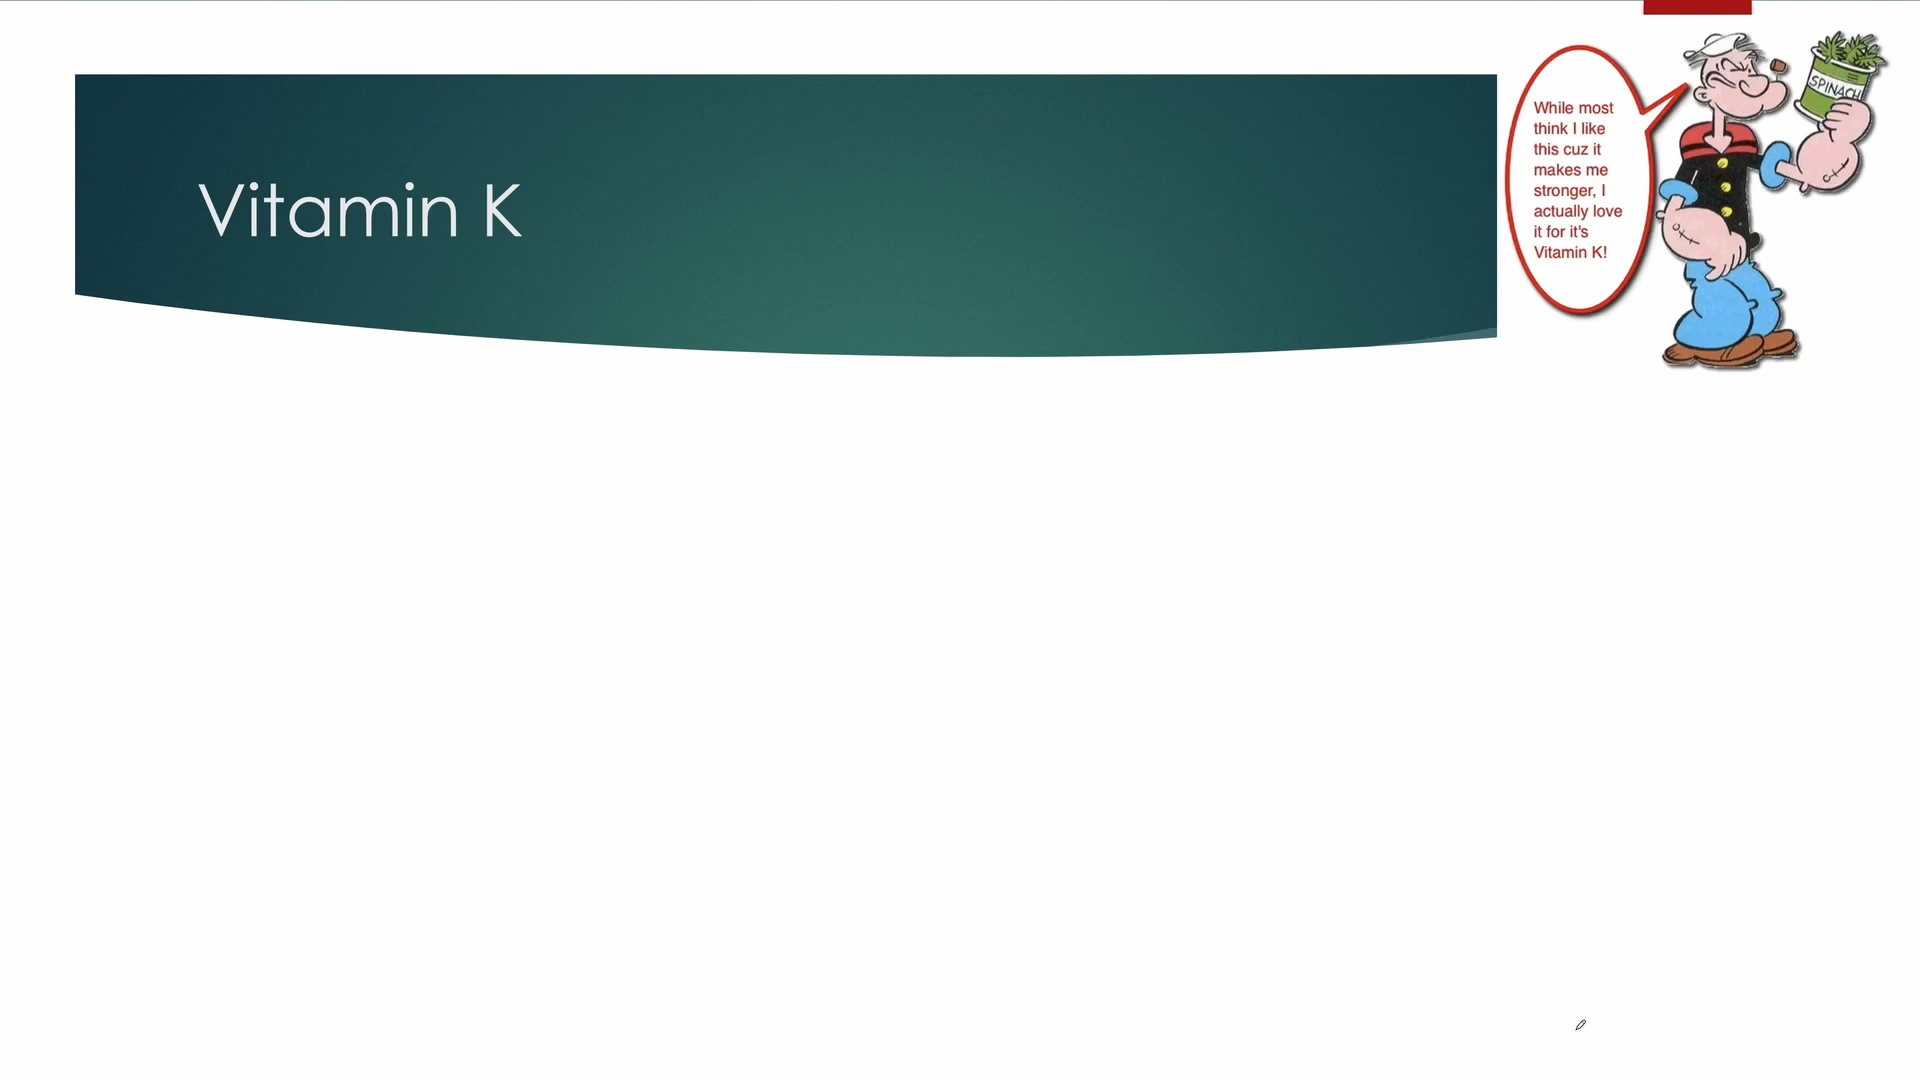 Vitamin K
While most
think I like
this cuz it
makes me
stronger, I
actually love
it for it's
Vitamin K!
SPINACH